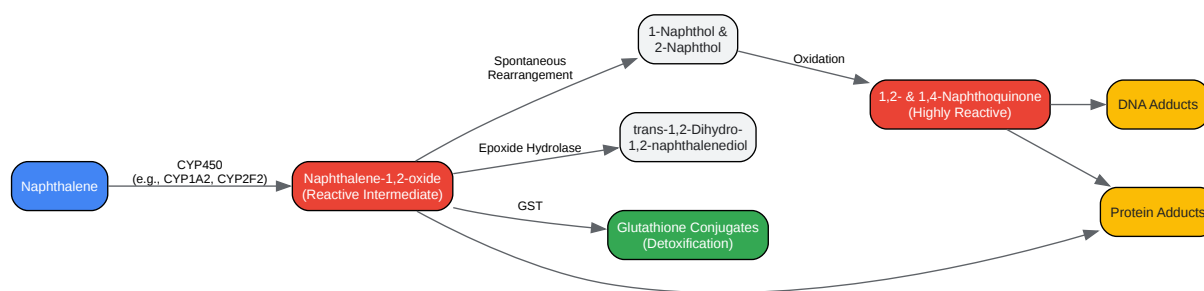 1-Naphthol &
2-Naphthol
Spontaneous
Rearrangement
Oxidation
1,2- & 1,4-Naphthoquinone
(Highly Reactive)
DNA Adducts
trans-1,2-Dihydro-
1,2-naphthalenediol
Epoxide Hydrolase
CYP450
(e.g., CYP1A2, CYP2F2)
Naphthalene
Naphthalene-1,2-oxide
(Reactive Intermediate)
GST
Glutathione Conjugates
(Detoxification)
Protein Adducts